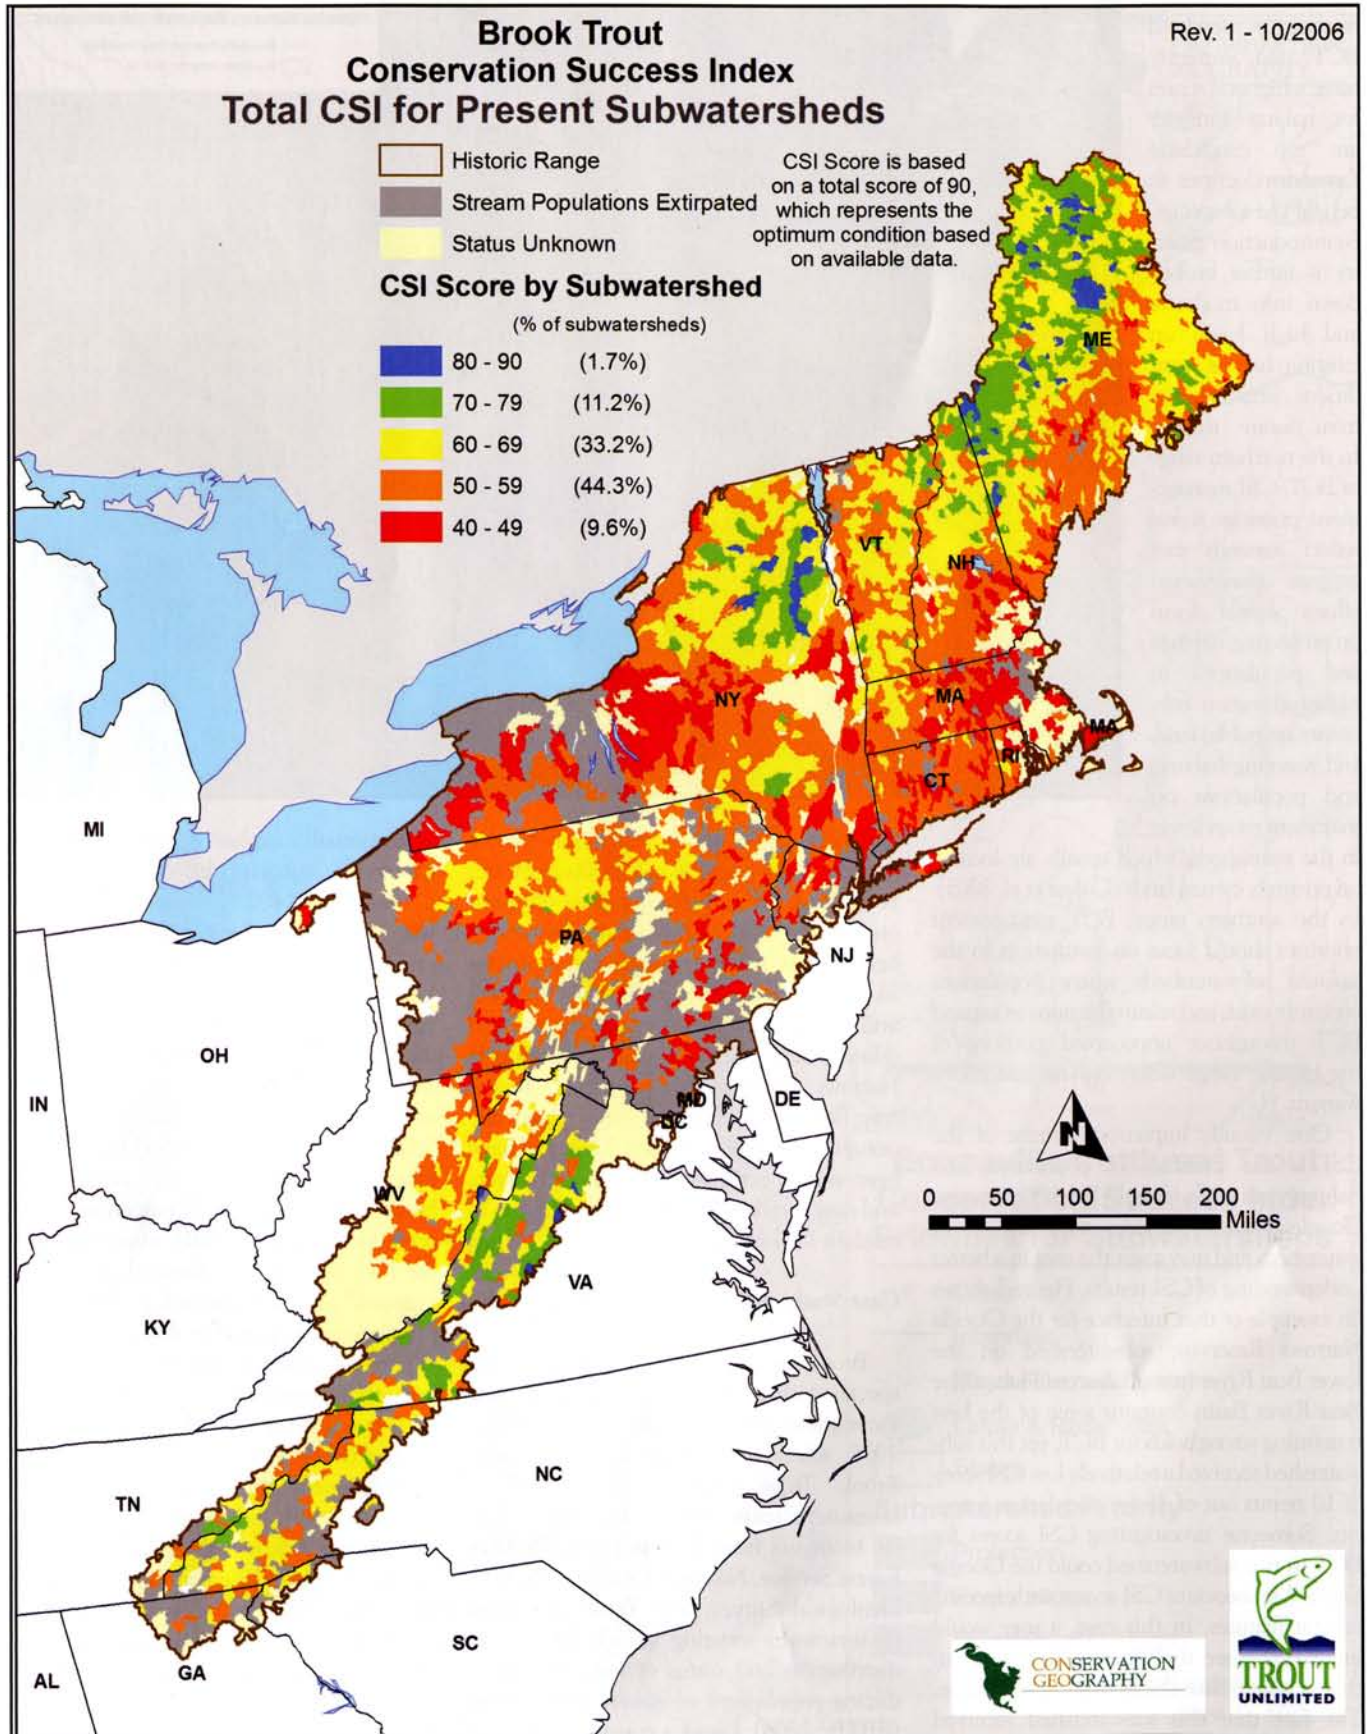 Brook Trout
Conservation Success Index
Total CSI for Present Subwatersheds
Rev. 1 - 10/2006
Historic Range
Stream Populations Extirpated
Status Unknown
CSI Score is based
on a total score of 90,
which represents the
optimum condition based
on available data.
CSI Score by Subwatershed
(% of subwatersheds)
80 - 90 (1.7%)
70 - 79 (11.2%)
60 - 69 (33.2%)
50 - 59 (44.3%)
40 - 49 (9.6%)
ME
VT
NH
NY
MA
MA
RI
CT
MI
PA
NJ
OH
IN
MD
DE
DC
WV
N
0 50 100 150 200
Miles
VA
KY
NC
TN
SC
GA
AL
CONSERVATION
GEOGRAPHY
TROUT
UNLIMITED